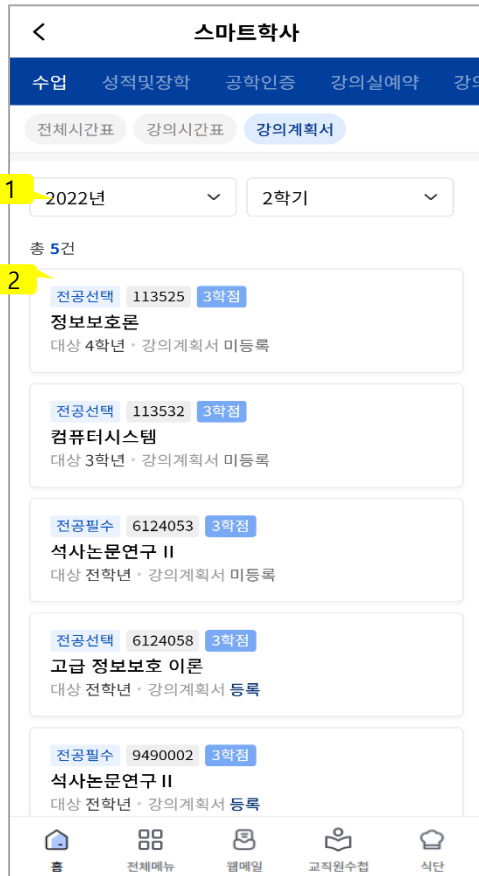 스마트학사
수업 성적및장학 공학인증 강의실예약 강의
전체시간표 강의시간표 강의계획서
1
2022년 2학기
총 5건
2
전공선택 113525 3학점
정보보호론
대상 4학년 · 강의계획서 미등록
전공선택 113532 3학점
컴퓨터시스템
대상 3학년 · 강의계획서 미등록
전공필수 6124053 3학점
석사논문연구 II
대상 전학년 · 강의계획서 미등록
전공선택 6124058 3학점
고급 정보보호 이론
대상 전학년 · 강의계획서 등록
전공필수 9490002 3학점
석사논문연구 II
대상 전학년 · 강의계획서 등록
홈 전체메뉴 웹메일 교직원수첩 식단